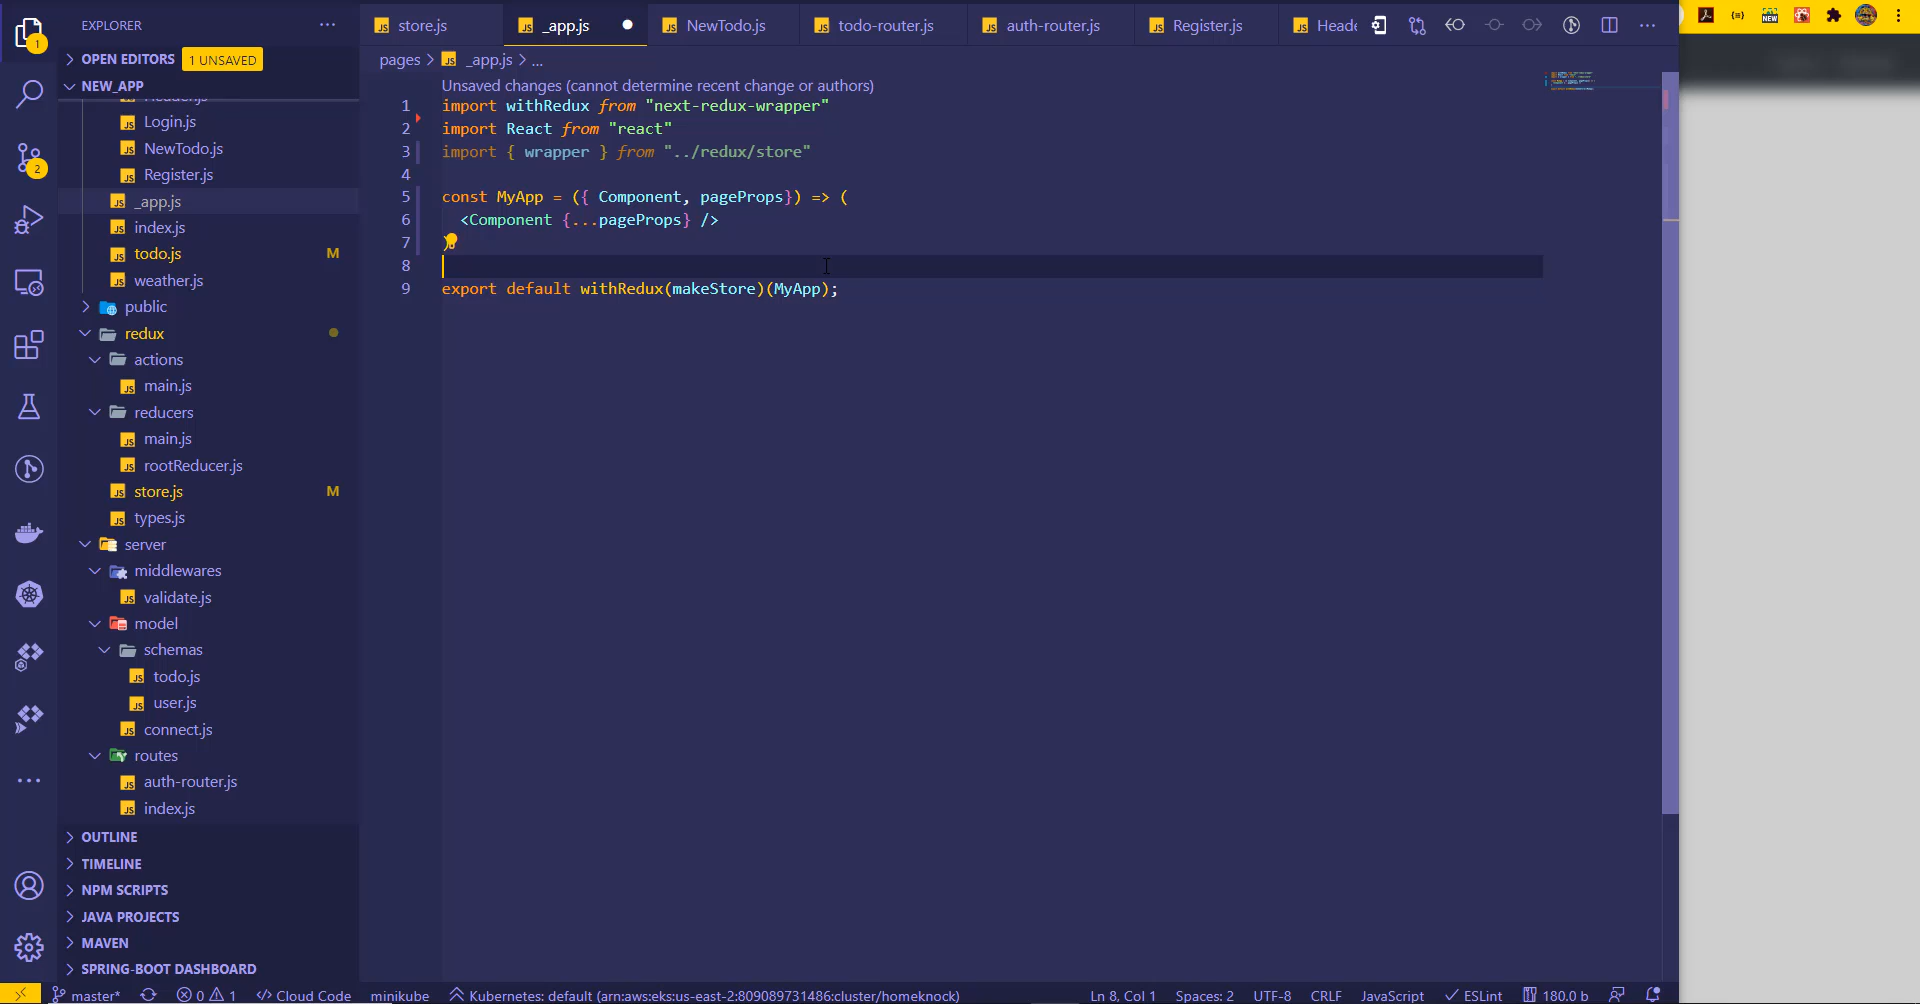 EXPLORER
OPEN EDITORS 1 UNSAVED
NEW_APP
Header.js
Login.js
NewTodo.js
Register.js
_app.js
index.js
todo.js M
weather.js
public
redux
actions
main.js
reducers
main.js
rootReducer.js
store.js M
types.js
server
middlewares
validate.js
model
schemas
todo.js
user.js
connect.js
routes
auth-router.js
index.js
OUTLINE
TIMELINE
NPM SCRIPTS
JAVA PROJECTS
MAVEN
SPRING-BOOT DASHBOARD
1
2
store.js _app.js NewTodo.js todo-router.js auth-router.js Register.js Heade
pages > _app.js > ...
Unsaved changes (cannot determine recent change or authors)
1 import withRedux from "next-redux-wrapper"
2 import React from "react"
3 import { wrapper } from "../redux/store"
4
5 const MyApp = ({ Component, pageProps}) => (
6 <Component {...pageProps} />
7 )
8
9 export default withRedux(makeStore)(MyApp);
NEW
master* 0 1 Cloud Code minikube Kubernetes: default (arn:aws:eks:us-east-2:809089731486:cluster/homeknock) Ln 8, Col 1 Spaces: 2 UTF-8 CRLF JavaScript ESLint 180.0 b